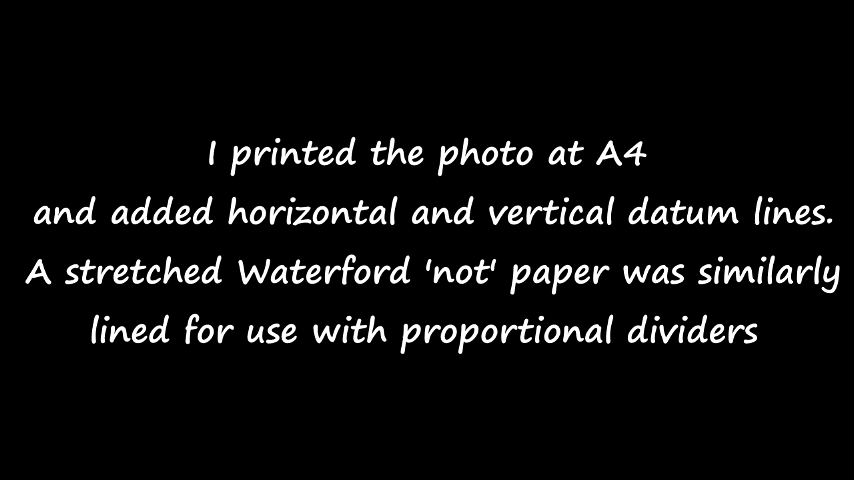 I printed the photo at A4
and added horizontal and vertical datum lines.
A stretched Waterford 'not' paper was similarly
lined for use with proportional dividers